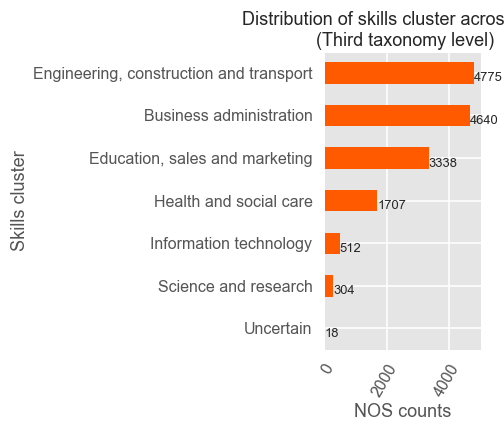 Distribution of skills cluster acros
(Third taxonomy level)
Engineering, construction and transport
4775
Business administration
4640
Education, sales and marketing
3338
Health and social care
1707
Information technology
512
Science and research
304
Uncertain
18
Skills cluster
0
2000
4000
NOS counts